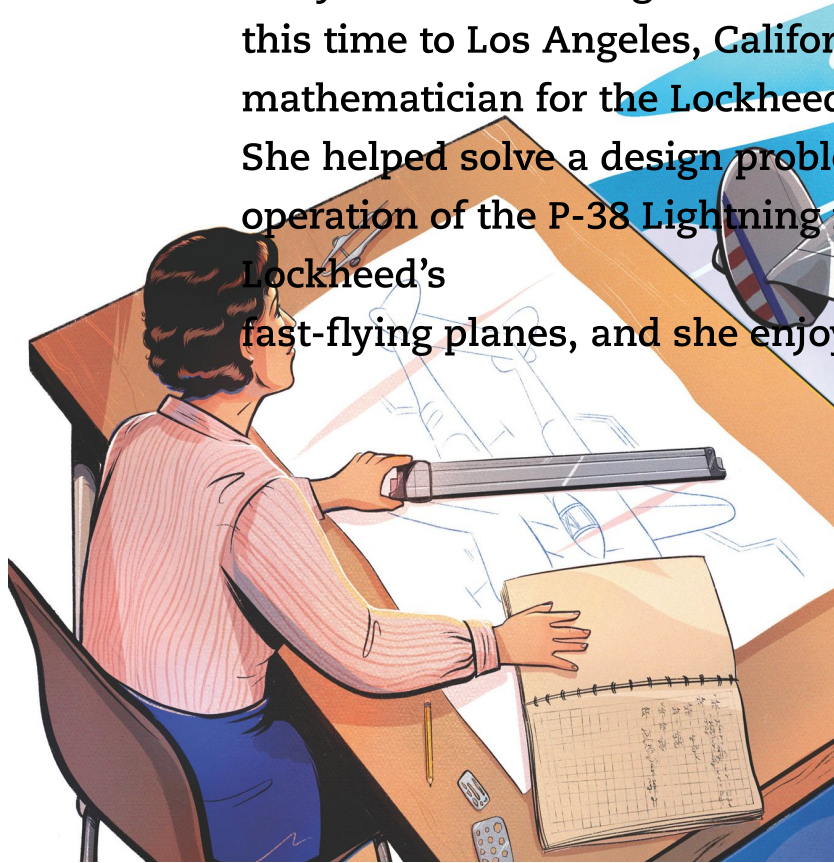 this time to Los Angeles,
mathematician for the
She helped solve a design
operation of the P-38 Lightning
Lockheed’s
fast-flying planes, and she